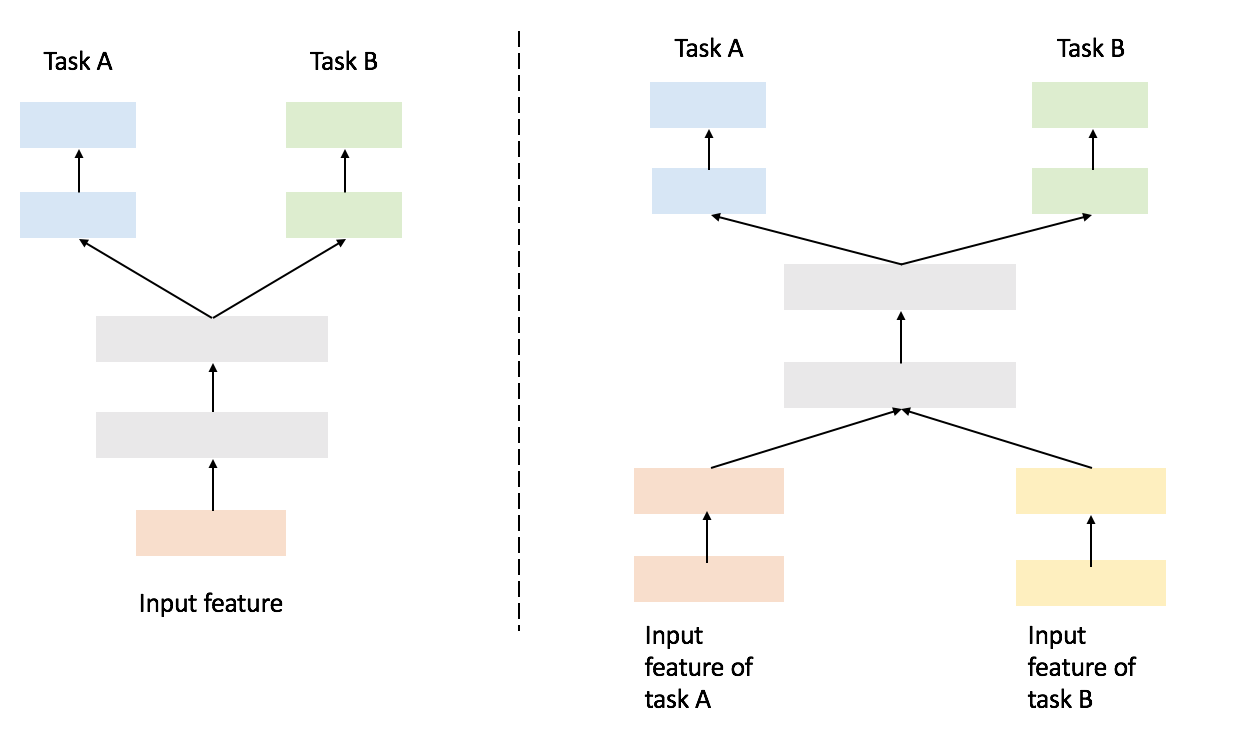 Task A
Task B
Input feature
Task A
Task B
Input
feature of
task A
Input
feature of
task B